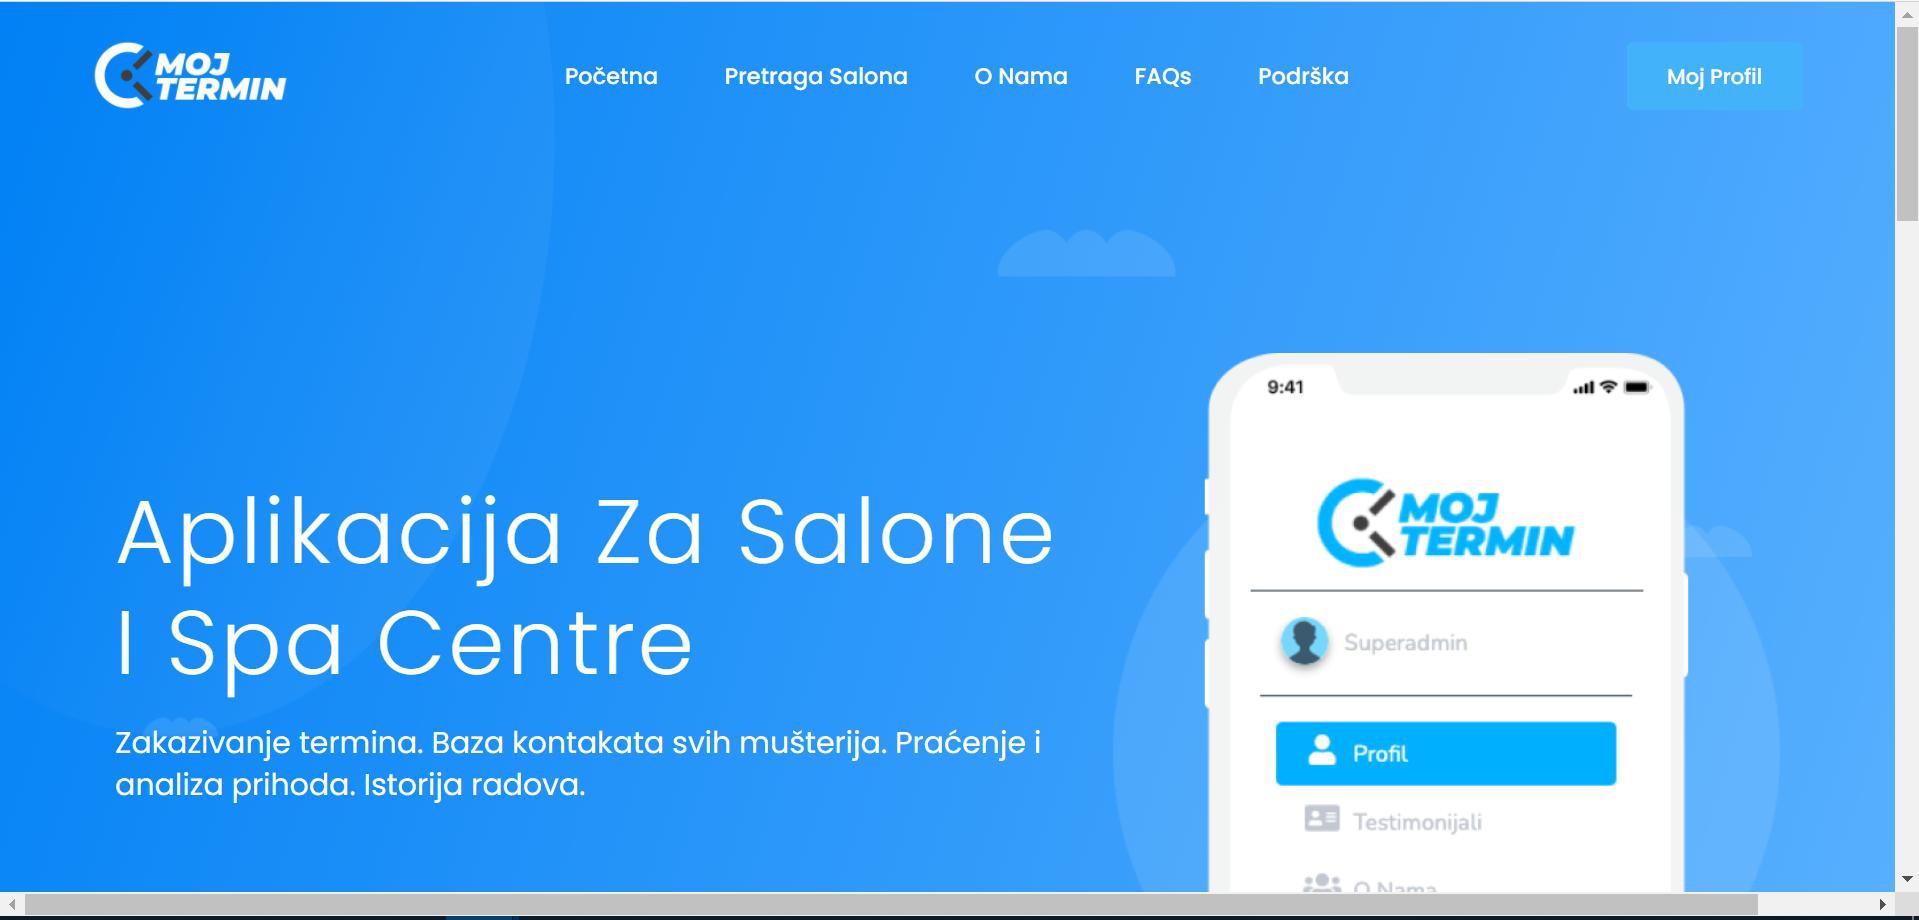 MOJ
TERMIN
Početna
Pretraga Salona
O Nama
FAQs
Podrška
Moj Profil
Aplikacija Za Salone
I Spa Centre
Zakazivanje termina. Baza kontakata svih mušterija. Praćenje i
analiza prihoda. Istorija radova.
9:41
MOJ
TERMIN
Superadmin
Profil
Testimonijali
O Nama